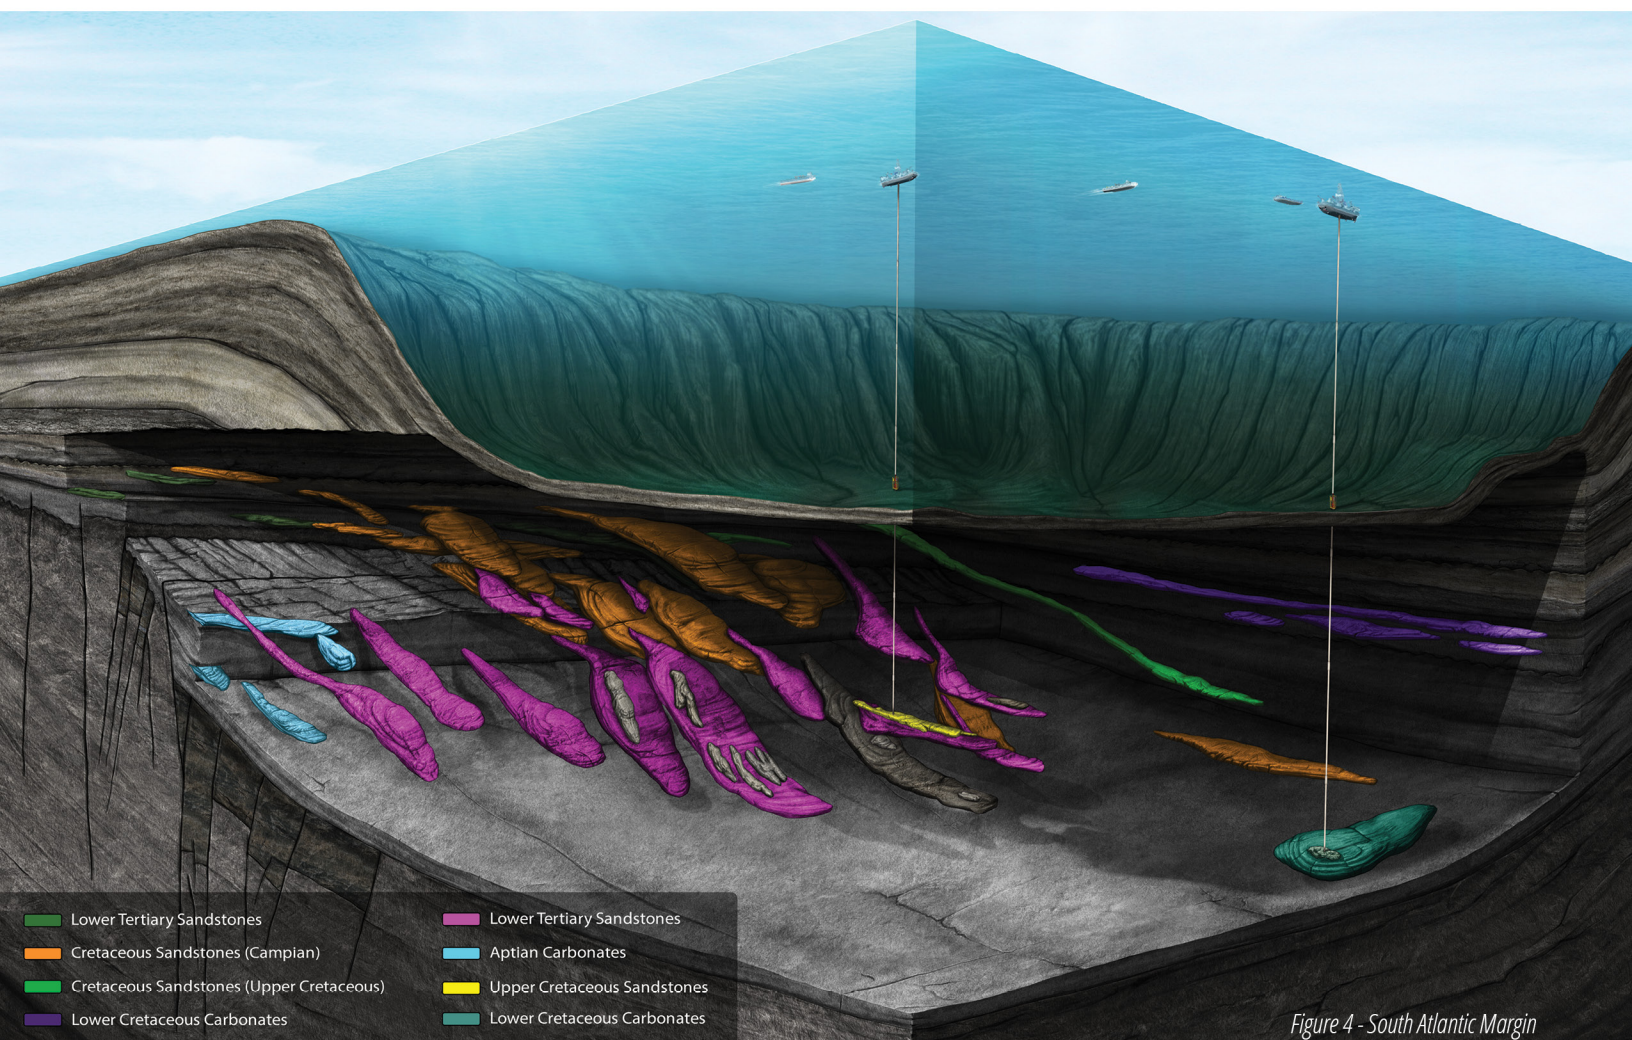 Lower Tertiary Sandstones
Cretaceous Sandstones (Campian)
Cretaceous Sandstones (Upper Cretaceous)
Lower Cretaceous Carbonates
Lower Tertiary Sandstones
Aptian Carbonates
Upper Cretaceous Sandstones
Lower Cretaceous Carbonates
Figure 4 - South Atlantic Margin